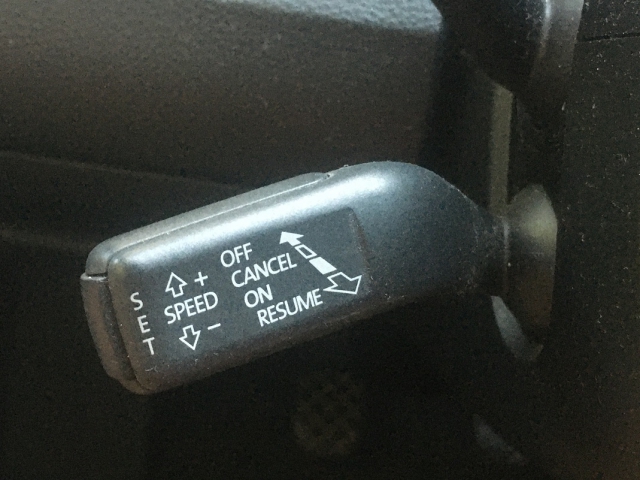 SET
+
SPEED
-
OFF
CANCEL
ON
RESUME